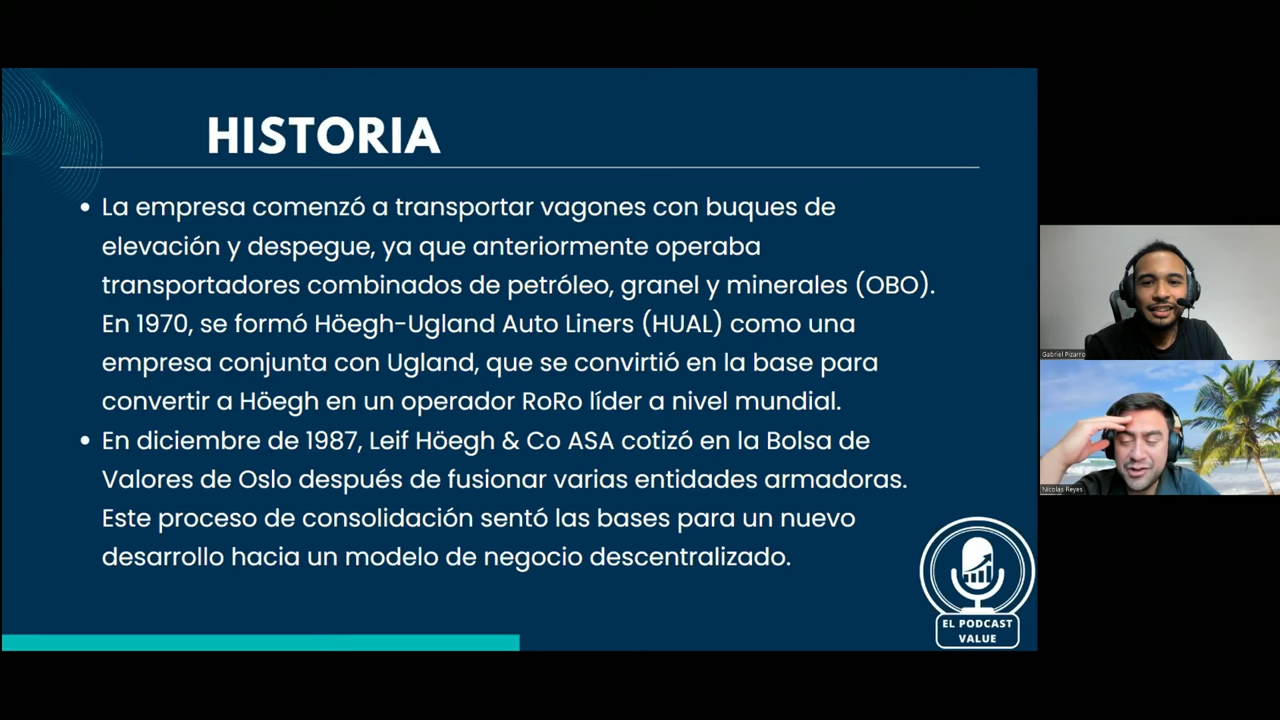 HISTORIA
La empresa comenzó a transportar vagones con buques de
elevación y despegue, ya que anteriormente operaba
transportadores combinados de petróleo, granel y minerales (OBO).
En 1970, se formó Höegh-Ugland Auto Liners (HUAL) como una
empresa conjunta con Ugland, que se convirtió en la base para
convertir a Höegh en un operador RoRo líder a nivel mundial.
En diciembre de 1987, Leif Höegh & Co ASA cotizó en la Bolsa de
Valores de Oslo después de fusionar varias entidades armadoras.
Este proceso de consolidación sentó las bases para un nuevo
desarrollo hacia un modelo de negocio descentralizado.
EL PODCAST
VALUE
Gabriel Pizarro
Nicolas Reyes